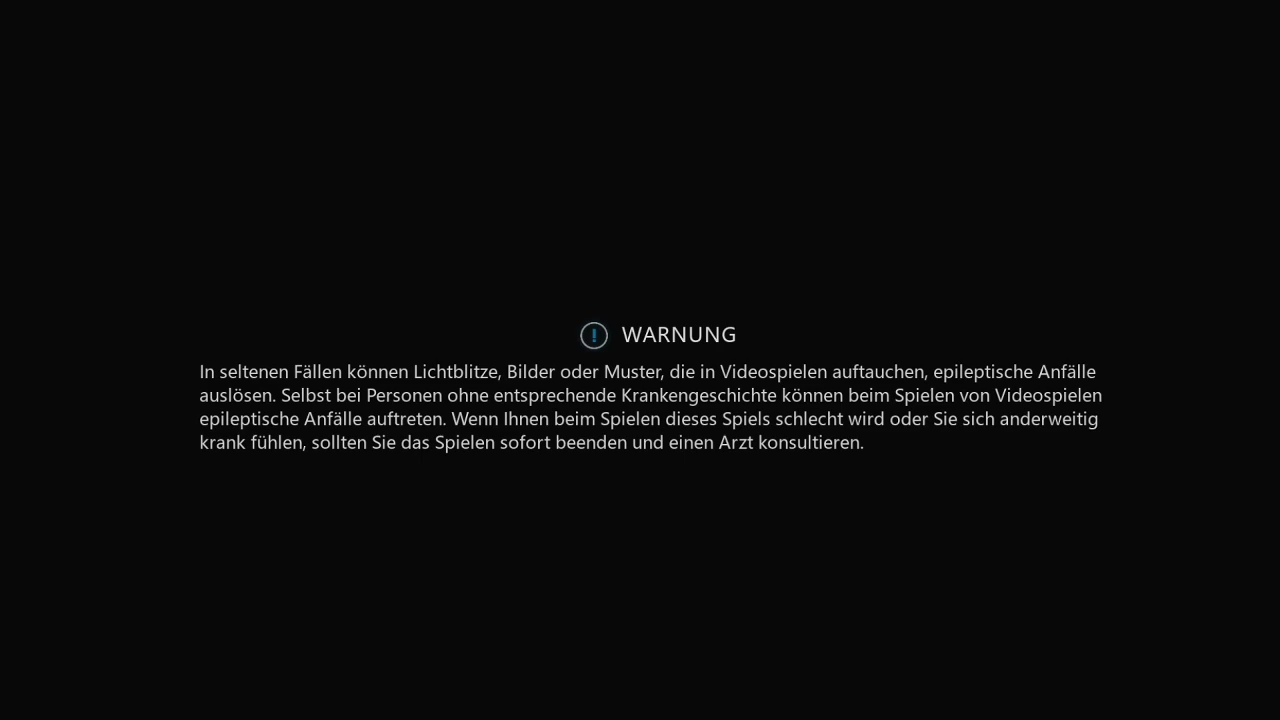 WARNUNG
In seltenen Fällen können Lichtblitze, Bilder oder Muster, die in Videospielen auftauchen, epileptische Anfälle
auslösen. Selbst bei Personen ohne entsprechende Krankengeschichte können beim Spielen von Videospielen
epileptische Anfälle auftreten. Wenn Ihnen beim Spielen dieses Spiels schlecht wird oder Sie sich anderweitig
krank fühlen, sollten Sie das Spielen sofort beenden und einen Arzt konsultieren.